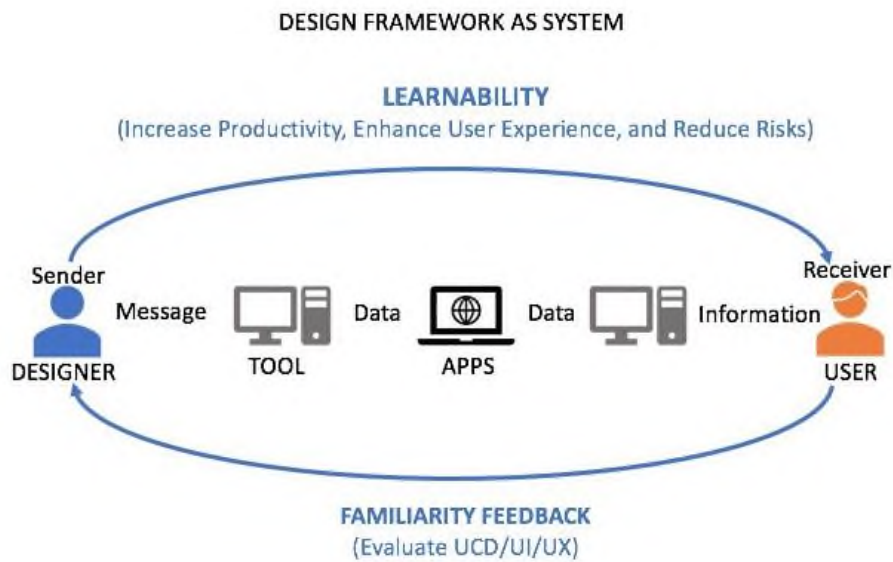 DESIGN FRAMEWORK AS SYSTEM
LEARNABILITY
(Increase Productivity, Enhance User Experience, and Reduce Risks)
Sender
Receiver
Message
Data
Data
Information
DESIGNER
TOOL
APPS
USER
FAMILIARITY FEEDBACK
(Evaluate UCD/UI/UX)